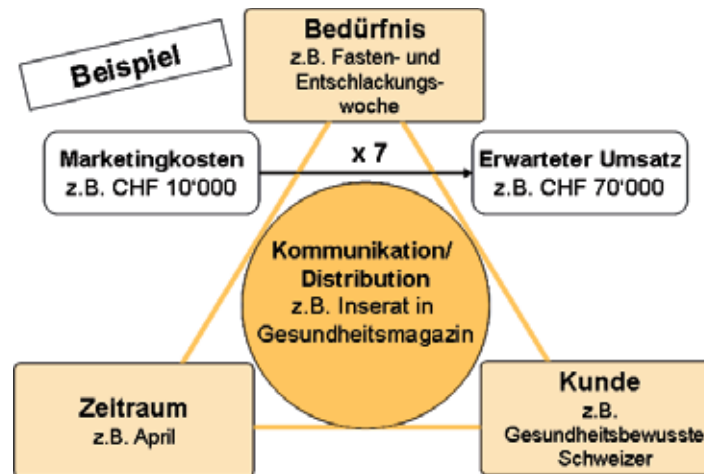 Bedürfnis
z.B. Fasten- und
Entschlackungs-
woche
Beispiel
Marketingkosten
z.B. CHF 10‘000
x 7
Erwarteter Umsatz
z.B. CHF 70‘000
Kommunikation/
Distribution
z.B. Inserat in
Gesundheitsmagazin
Zeitraum
z.B. April
Kunde
z.B.
Gesundheitsbewusste
Schweizer